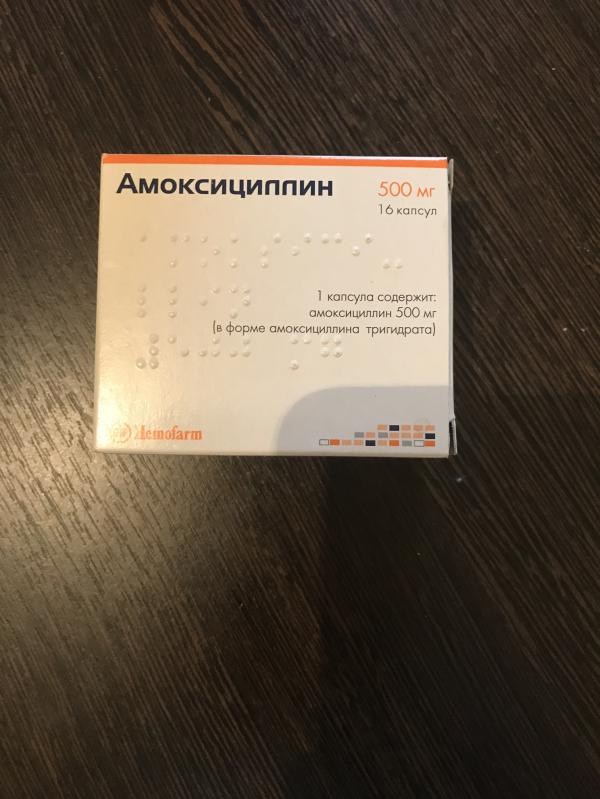 Амоксициллин
500 мг
16 капсул
1 капсула содержит:
амоксициллин 500 мг
(в форме амоксициллина тригидрата)
Hemofarm